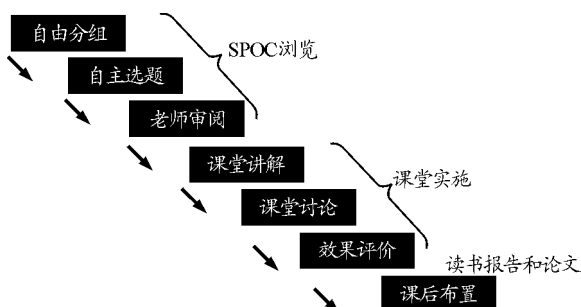 自由分组
SPOC浏览
自主选题
老师审阅
课堂讲解
课堂实施
课堂讨论
效果评价
读书报告和论文
课后布置